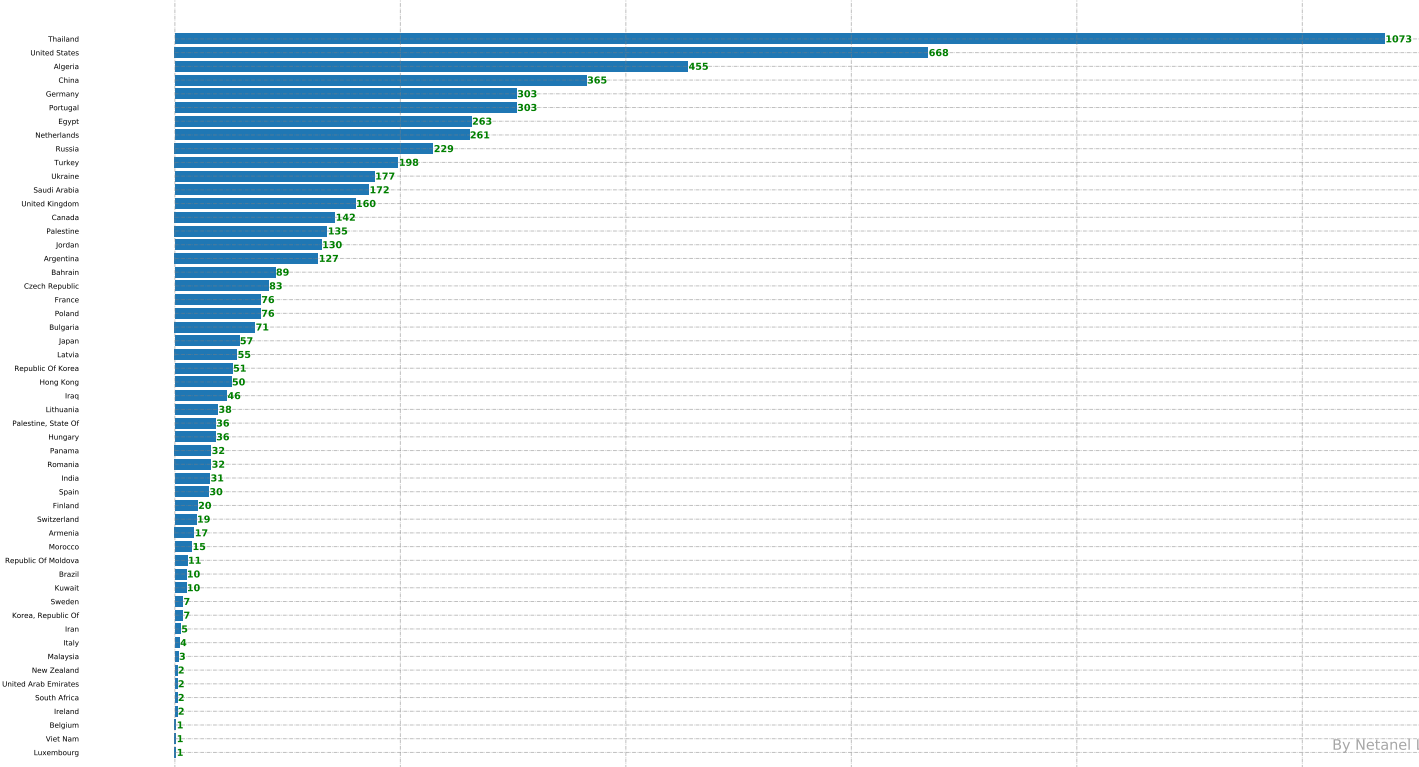 Thailand 1073
United States 668
Algeria 455
China 365
Germany 303
Portugal 303
Egypt 263
Netherlands 261
Russia 229
Turkey 198
Ukraine 177
Saudi Arabia 172
United Kingdom 160
Canada 142
Palestine 135
Jordan 130
Argentina 127
Bahrain 89
Czech Republic 83
France 76
Poland 76
Bulgaria 71
Japan 57
Latvia 55
Republic Of Korea 51
Hong Kong 50
Iraq 46
Lithuania 38
Palestine, State Of 36
Hungary 36
Panama 32
Romania 32
India 31
Spain 30
Finland 20
Switzerland 19
Armenia 17
Morocco 15
Republic Of Moldova 11
Brazil 10
Kuwait 10
Sweden 7
Korea, Republic Of 7
Iran 5
Italy 4
Malaysia 3
New Zealand 2
United Arab Emirates 2
South Africa 2
Ireland 2
Belgium 1
Viet Nam 1
Luxembourg 1
By Netanel